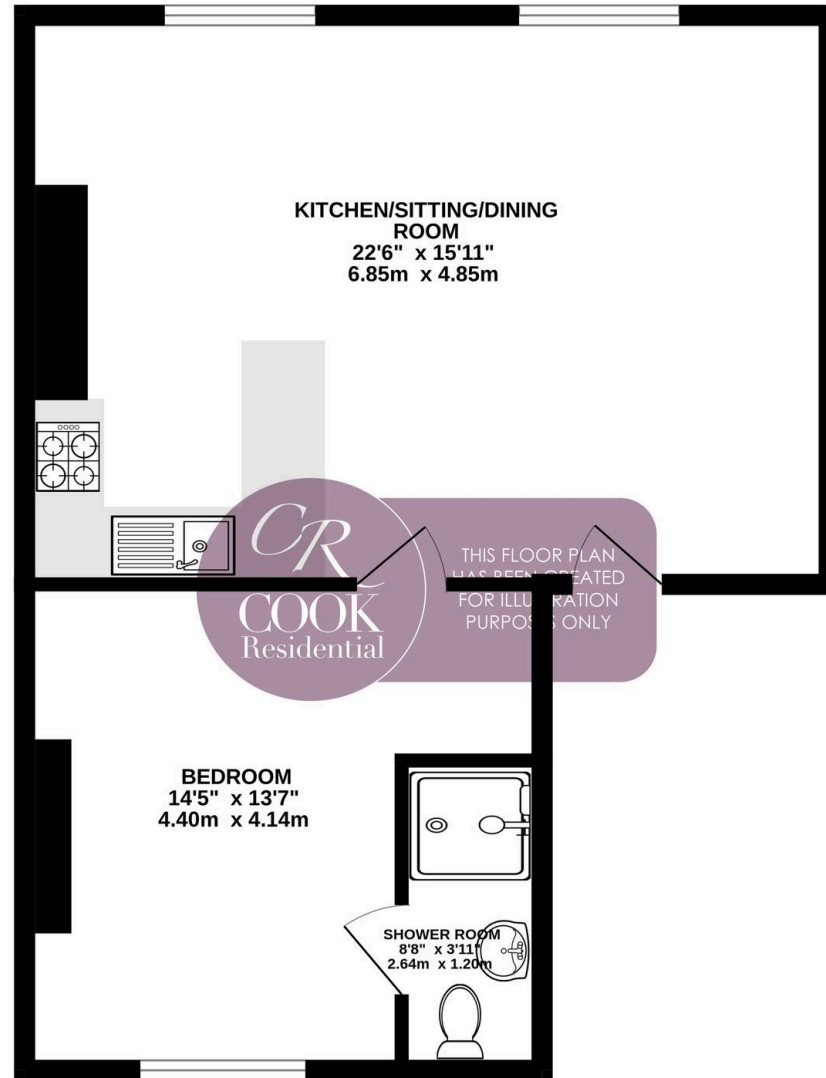 KITCHEN/SITTING/DINING
ROOM
22'6" x 15'11"
6.85m x 4.85m
CR
COOK
Residential
THIS FLOOR PLAN
HAS BEEN CREATED
FOR ILLUSTRATION
PURPOSES ONLY
BEDROOM
14'5" x 13'7"
4.40m x 4.14m
SHOWER ROOM
8'8" x 3'11"
2.64m x 1.20m